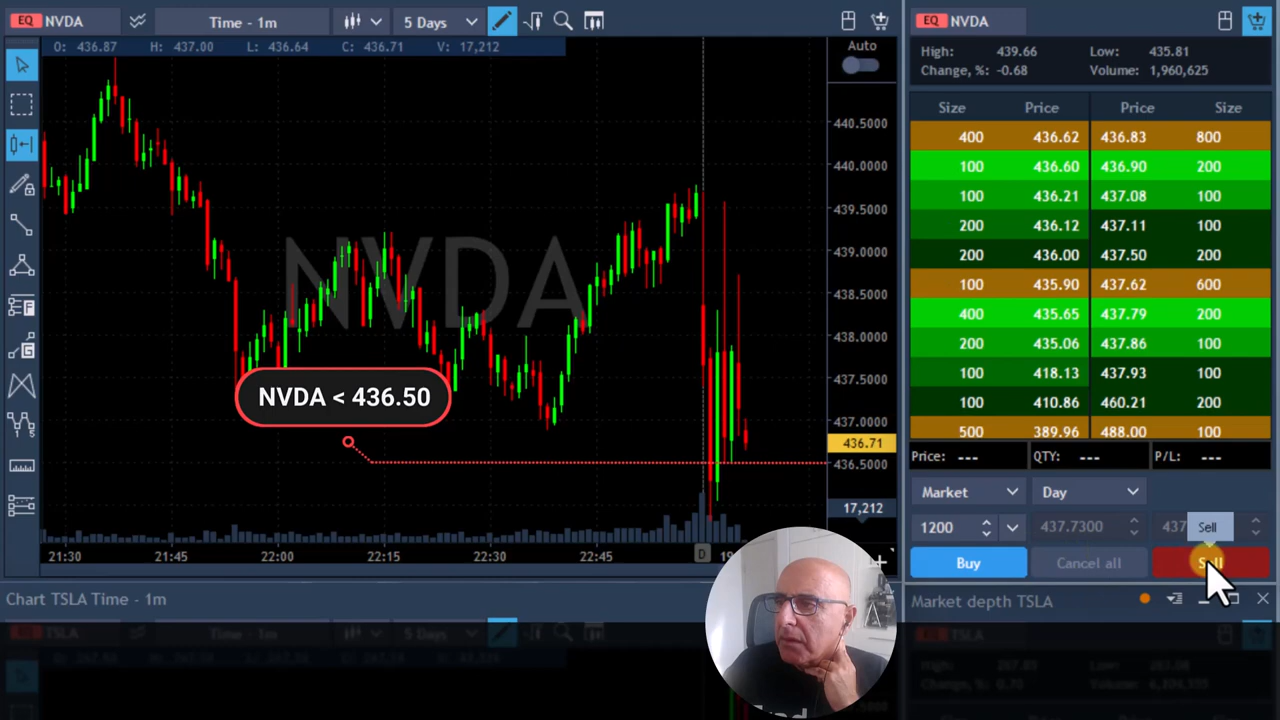 EQ NVDA Time - 1m 5 Days
EQ NVDA
O: 436.87 H: 437.00 L: 436.64 C: 436.71 V: 17,212
Auto
High: 439.66 Low: 435.81
Change, %: -0.68 Volume: 1,960,625
Size Price Price Size
400 436.62 436.83 800
100 436.60 436.90 200
100 436.21 437.08 100
200 436.12 437.11 100
200 436.00 437.50 200
100 435.90 437.62 600
400 435.65 437.79 200
200 435.06 437.86 100
100 418.13 437.93 100
100 410.86 460.21 200
500 389.96 488.00 100
440.5000
440.0000
439.5000
439.0000
438.5000
438.0000
437.5000
437.0000
436.71
436.5000
17,212
NVDA
NVDA < 436.50
21:30 21:45 22:00 22:15 22:30 22:45 D 19
Price: --- QTY: --- P/L: ---
Market Day
1200 437.7300 437
Sell
Buy Cancel all Sell
Chart TSLA Time - 1m
Market depth TSLA
TSLA Time - 1m 5 Days
EQ TSLA